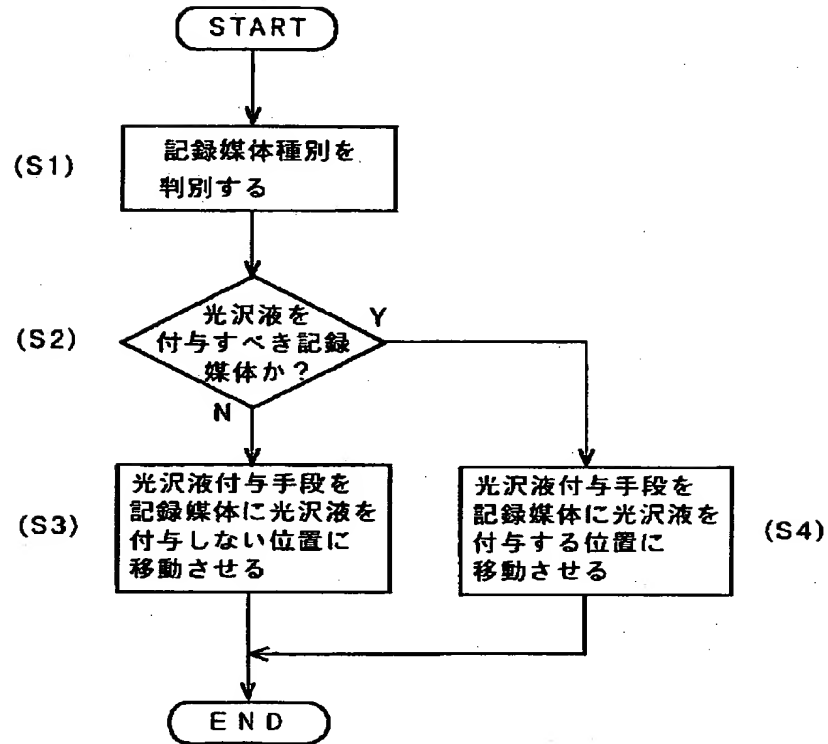 START
(S1)
記録媒体種別を
判別する
(S2)
光沢液を
付与すべき記録
媒体か?
Y
N
(S3)
光沢液付与手段を
記録媒体に光沢液を
付与しない位置に
移動させる
光沢液付与手段を
記録媒体に光沢液を
付与する位置に
移動させる
(S4)
END